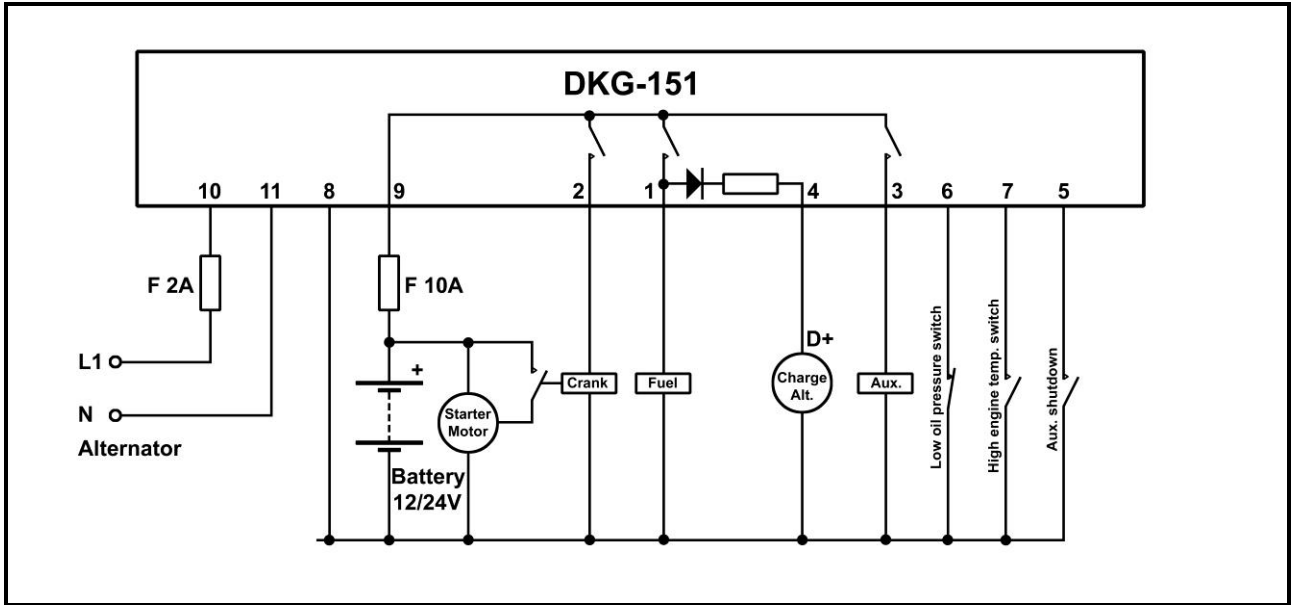 DKG-151
10 11 8 9 2 1 4 3 6 7 5
F 2A
F 10A
L1
N
Alternator
+
Battery
12/24V
Starter
Motor
Crank
Fuel
D+
Charge
Alt.
Aux.
Low oil pressure switch
High engine temp. switch
Aux. shutdown